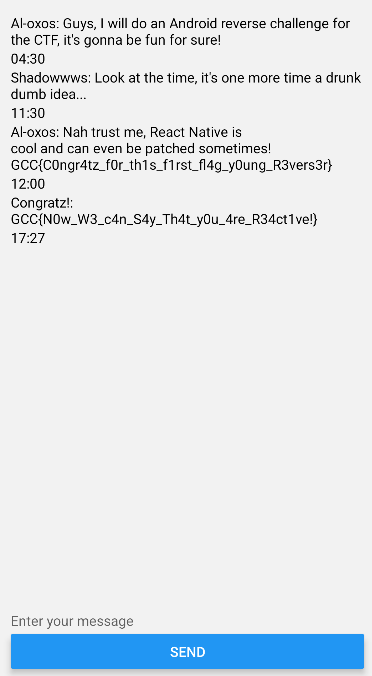 Al-oxos: Guys, I will do an Android reverse challenge for
the CTF, it's gonna be fun for sure!
04:30
Shadowwws: Look at the time, it's one more time a drunk
dumb idea...
11:30
Al-oxos: Nah trust me, React Native is
cool and can even be patched sometimes!
GCC{C0ngr4tz_f0r_th1s_f1rst_fl4g_y0ung_R3vers3r}
12:00
Congratz!:
GCC{N0w_W3_c4n_S4y_Th4t_y0u_4re_R34ct1ve!}
17:27
Enter your message
SEND